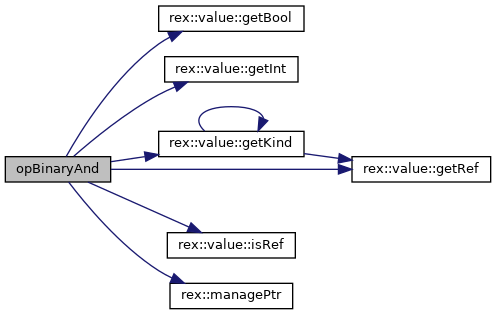 rex::value::getBool
rex::value::getInt
rex::value::getKind
opBinaryAnd
rex::value::getRef
rex::value::isRef
rex::managePtr